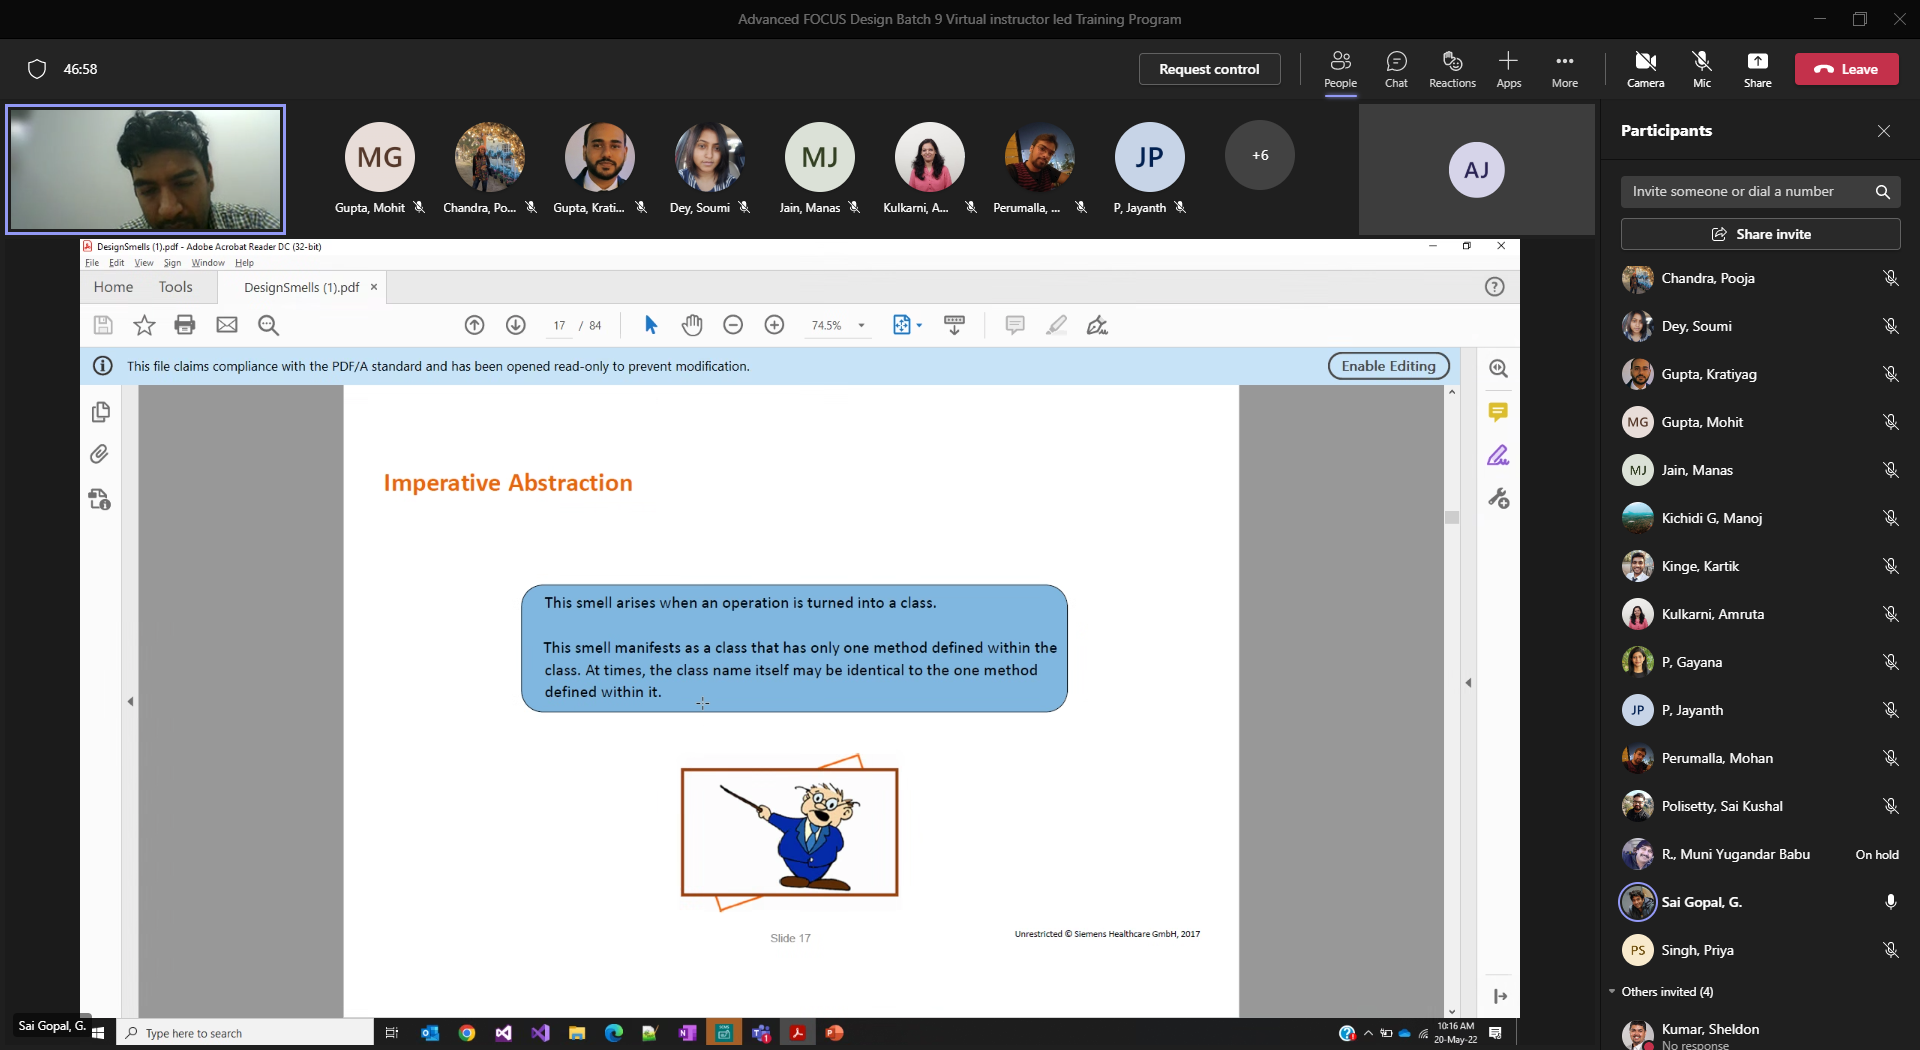 Advanced FOCUS Design Batch 9 Virtual instructor led Training Program
46:58
Request control
People
Chat
Reactions
Apps
More
Camera
Mic
Share
Leave
MG
MJ
JP
+6
AJ
Gupta, Mohit
Chandra, Po...
Gupta, Krati...
Dey, Soumi
Jain, Manas
Kulkarni, A...
Perumalla, ...
P, Jayanth
Participants
Invite someone or dial a number
Share invite
Chandra, Pooja
Dey, Soumi
Gupta, Kratiyag
MG Gupta, Mohit
MJ Jain, Manas
Kichidi G, Manoj
Kinge, Kartik
Kulkarni, Amruta
P, Gayana
JP P, Jayanth
Perumalla, Mohan
Polisetty, Sai Kushal
R., Muni Yugandar Babu On hold
Sai Gopal, G.
PS Singh, Priya
Others invited (4)
Kumar, Sheldon
No response
DesignSmells (1).pdf - Adobe Acrobat Reader DC (32-bit)
File Edit View Sign Window Help
Home Tools DesignSmells (1).pdf
17 / 84
74.5%
This file claims compliance with the PDF/A standard and has been opened read-only to prevent modification.
Enable Editing
Imperative Abstraction
This smell arises when an operation is turned into a class.
This smell manifests as a class that has only one method defined within the
class. At times, the class name itself may be identical to the one method
defined within it.
Slide 17
Unrestricted © Siemens Healthcare GmbH, 2017
Sai Gopal, G.
Type here to search
10:16 AM
20-May-22